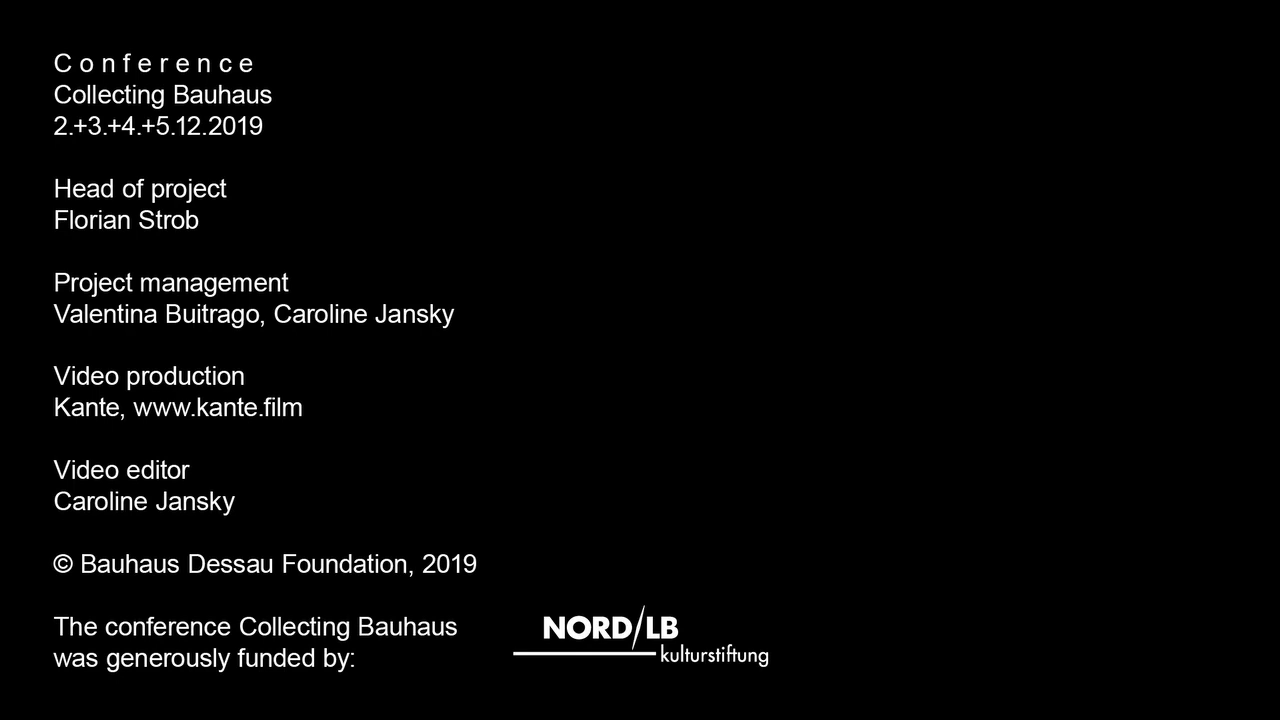 C o n f e r e n c e
Collecting Bauhaus
2.+3.+4.+5.12.2019
Head of project
Florian Strob
Project management
Valentina Buitrago, Caroline Jansky
Video production
Kante, www.kante.film
Video editor
Caroline Jansky
© Bauhaus Dessau Foundation, 2019
The conference Collecting Bauhaus
was generously funded by:
NORD/LB
kulturstiftung